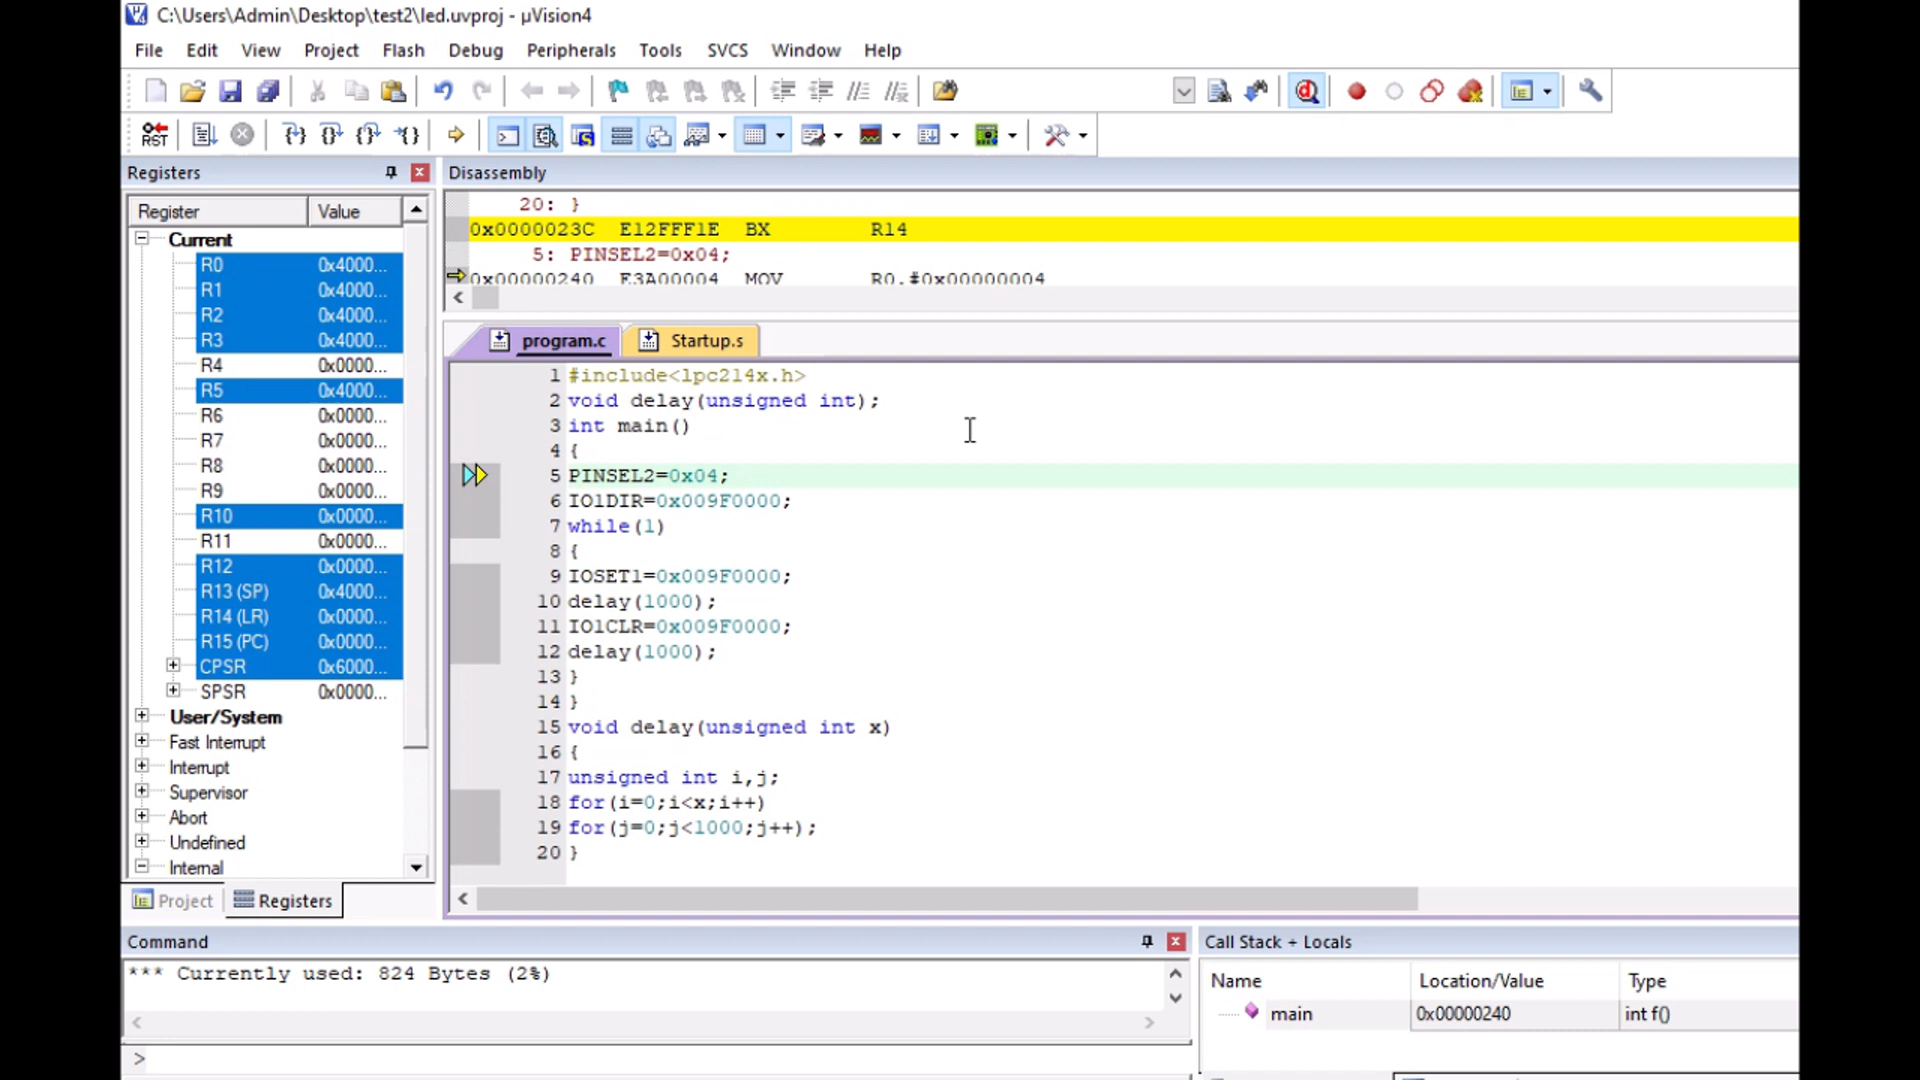 C:\Users\Admin\Desktop\test2\led.uvproj - µVision4
File Edit View Project Flash Debug Peripherals Tools SVCS Window Help
RST
Registers
Register Value
Current
R0 0x4000...
R1 0x4000...
R2 0x4000...
R3 0x4000...
R4 0x0000...
R5 0x4000...
R6 0x0000...
R7 0x0000...
R8 0x0000...
R9 0x0000...
R10 0x0000...
R11 0x0000...
R12 0x0000...
R13 (SP) 0x4000...
R14 (LR) 0x0000...
R15 (PC) 0x0000...
CPSR 0x6000...
SPSR 0x0000...
User/System
Fast Interrupt
Interrupt
Supervisor
Abort
Undefined
Internal
Project Registers
Disassembly
20: }
0x0000023C E12FFF1E BX R14
5: PINSEL2=0x04;
0x00000240 E3A00004 MOV R0,#0x00000004
program.c Startup.s
1 #include<lpc214x.h>
2 void delay(unsigned int);
3 int main()
4 {
5 PINSEL2=0x04;
6 IO1DIR=0x009F0000;
7 while(1)
8 {
9 IOSET1=0x009F0000;
10 delay(1000);
11 IO1CLR=0x009F0000;
12 delay(1000);
13 }
14 }
15 void delay(unsigned int x)
16 {
17 unsigned int i,j;
18 for(i=0;i<x;i++)
19 for(j=0;j<1000;j++);
20 }
Command
*** Currently used: 824 Bytes (2%)
>
Call Stack + Locals
Name Location/Value Type
main 0x00000240 int f()